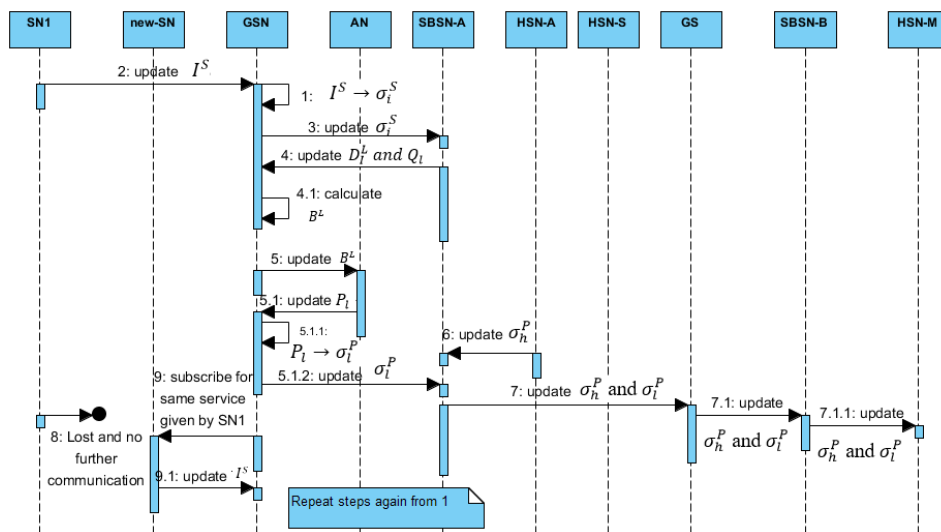 SN1
new-SN
GSN
AN
SBSN-A
HSN-A
HSN-S
GS
SBSN-B
HSN-M
2: update I^S
1: I^S → σ_i^S
3: update σ_i^S
4: update D_l^L and Q_l
4.1: calculate
B^L
5: update B^L
5.1: update P_l
5.1.1:
P_l → σ_l^P
6: update σ_h^P
5.1.2: update σ_l^P
7: update σ_h^P and σ_l^P
7.1: update
σ_h^P and σ_l^P
7.1.1: update
σ_h^P and σ_l^P
9: subscribe for
same service
given by SN1
8: Lost and no
further
communication
9.1: update I^S
Repeat steps again from 1